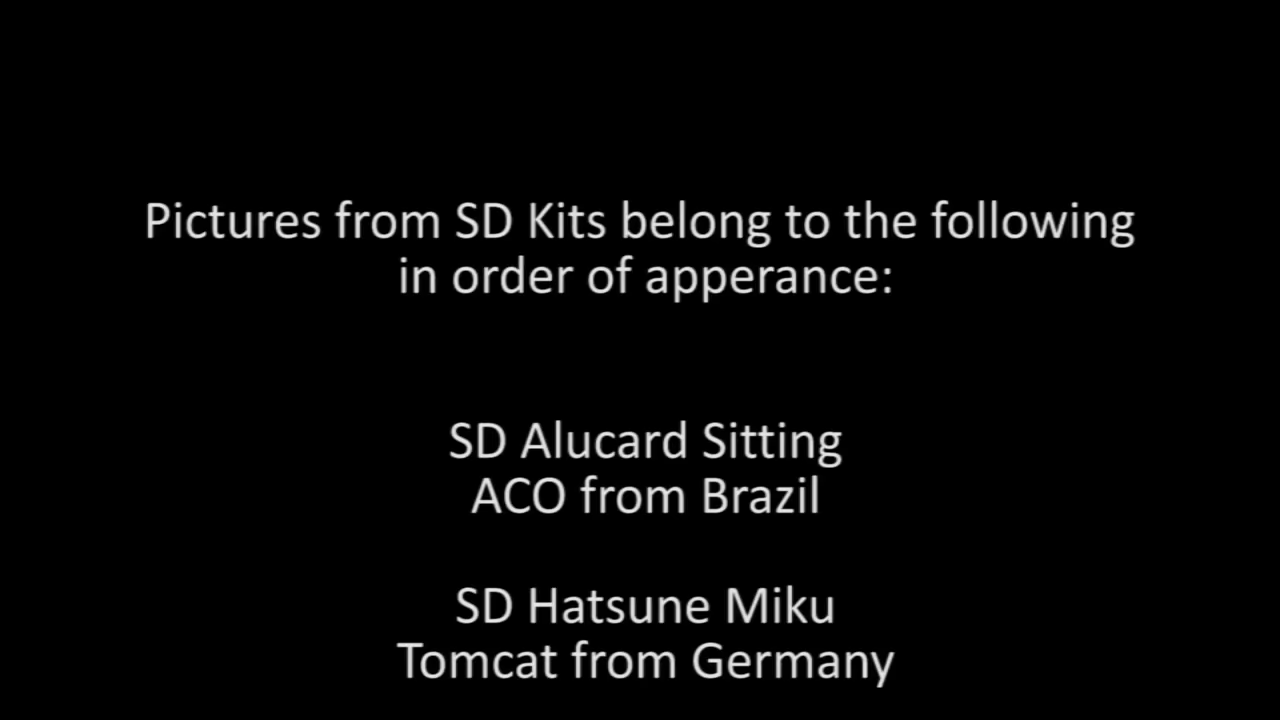 Pictures from SD Kits belong to the following
in order of apperance:
SD Alucard Sitting
ACO from Brazil
SD Hatsune Miku
Tomcat from Germany